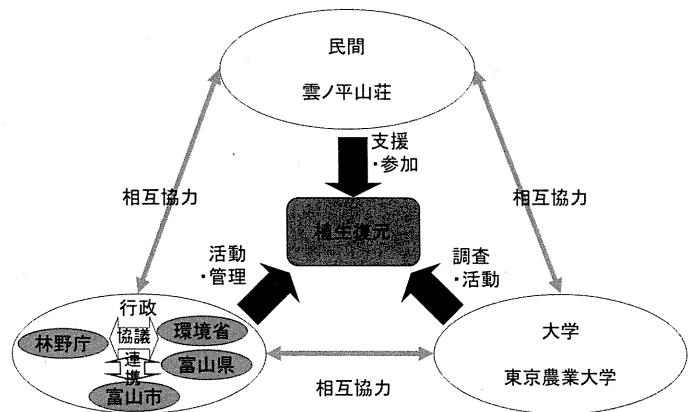 民間
雲ノ平山荘
支援
・参加
相互協力
相互協力
植生復元
活動
・管理
調査
・活動
行政
林野庁
協議
環境省
連
携
富山県
富山市
大学
東京農業大学
相互協力